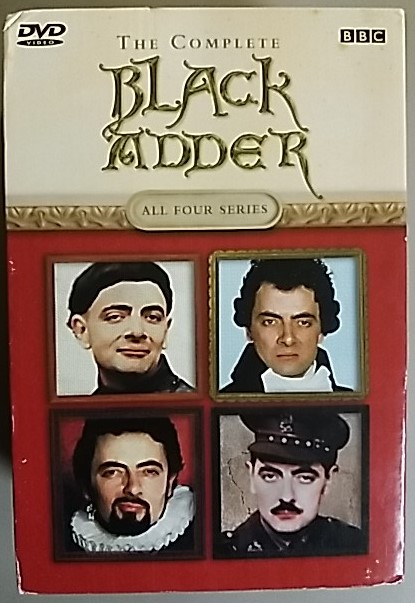 DVD
VIDEO
BBC
THE COMPLETE
BLACK
ADDER
ALL FOUR SERIES